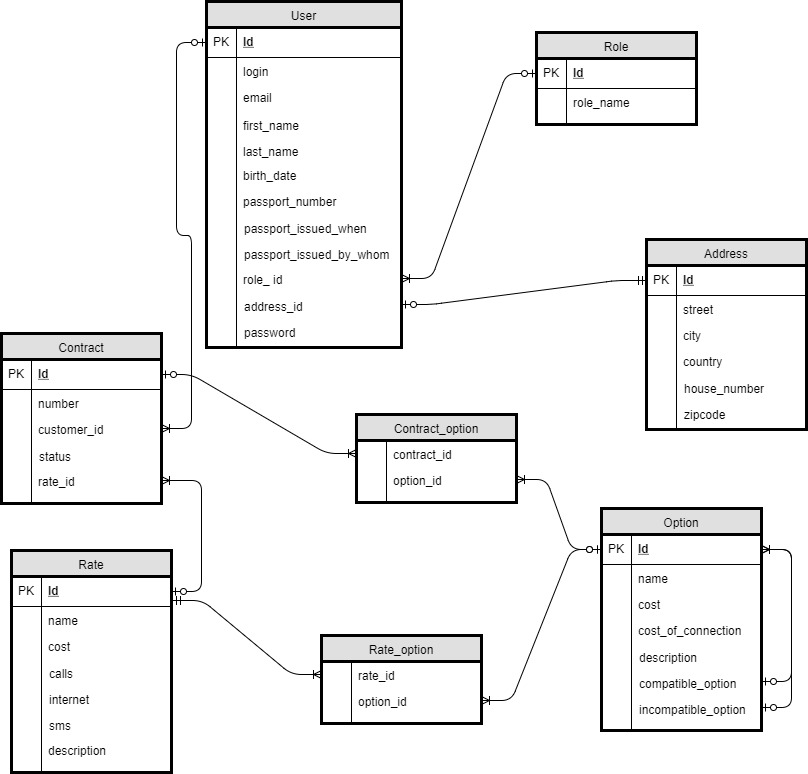 User
PK Id
login
email
first_name
last_name
birth_date
passport_number
passport_issued_when
passport_issued_by_whom
role_ id
address_id
password
Role
PK Id
role_name
Address
PK Id
street
city
country
house_number
zipcode
Contract
PK Id
number
customer_id
status
rate_id
Contract_option
contract_id
option_id
Option
PK Id
name
cost
cost_of_connection
description
compatible_option
incompatible_option
Rate
PK Id
name
cost
calls
internet
sms
description
Rate_option
rate_id
option_id